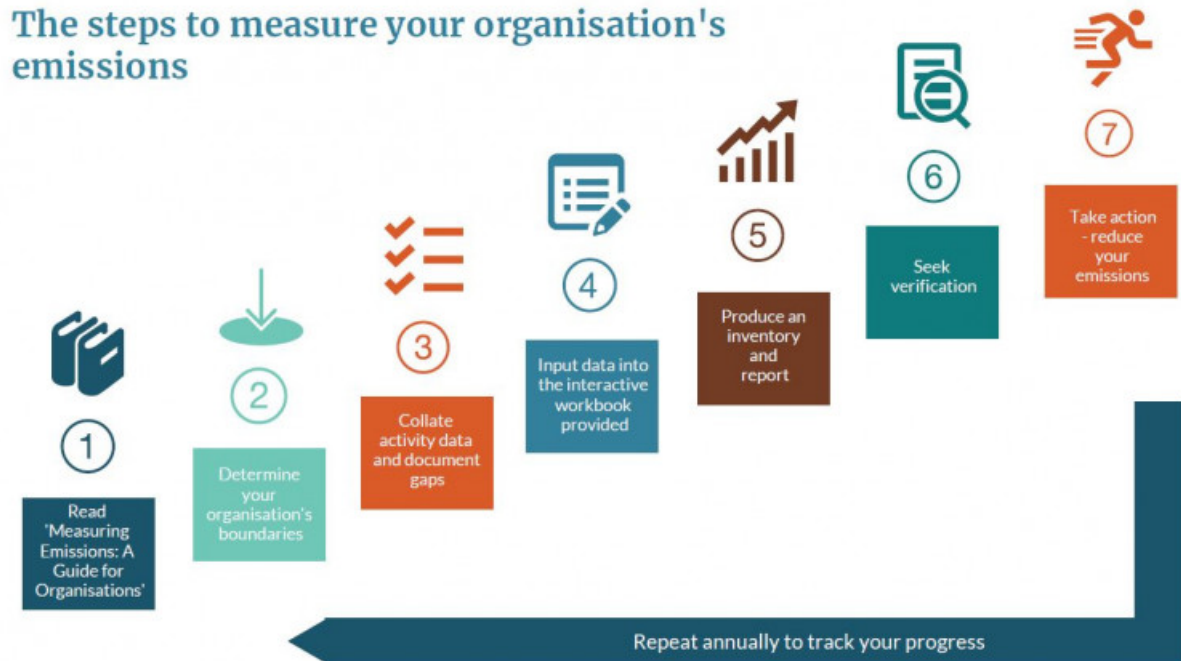 The steps to measure your organisation's
emissions
1
Read
'Measuring
Emissions: A
Guide for
Organisations'
2
Determine
your
organisation's
boundaries
3
Collate
activity data
and document
gaps
4
Input data into
the interactive
workbook
provided
5
Produce an
inventory
and
report
6
Seek
verification
7
Take action
- reduce
your
emissions
Repeat annually to track your progress